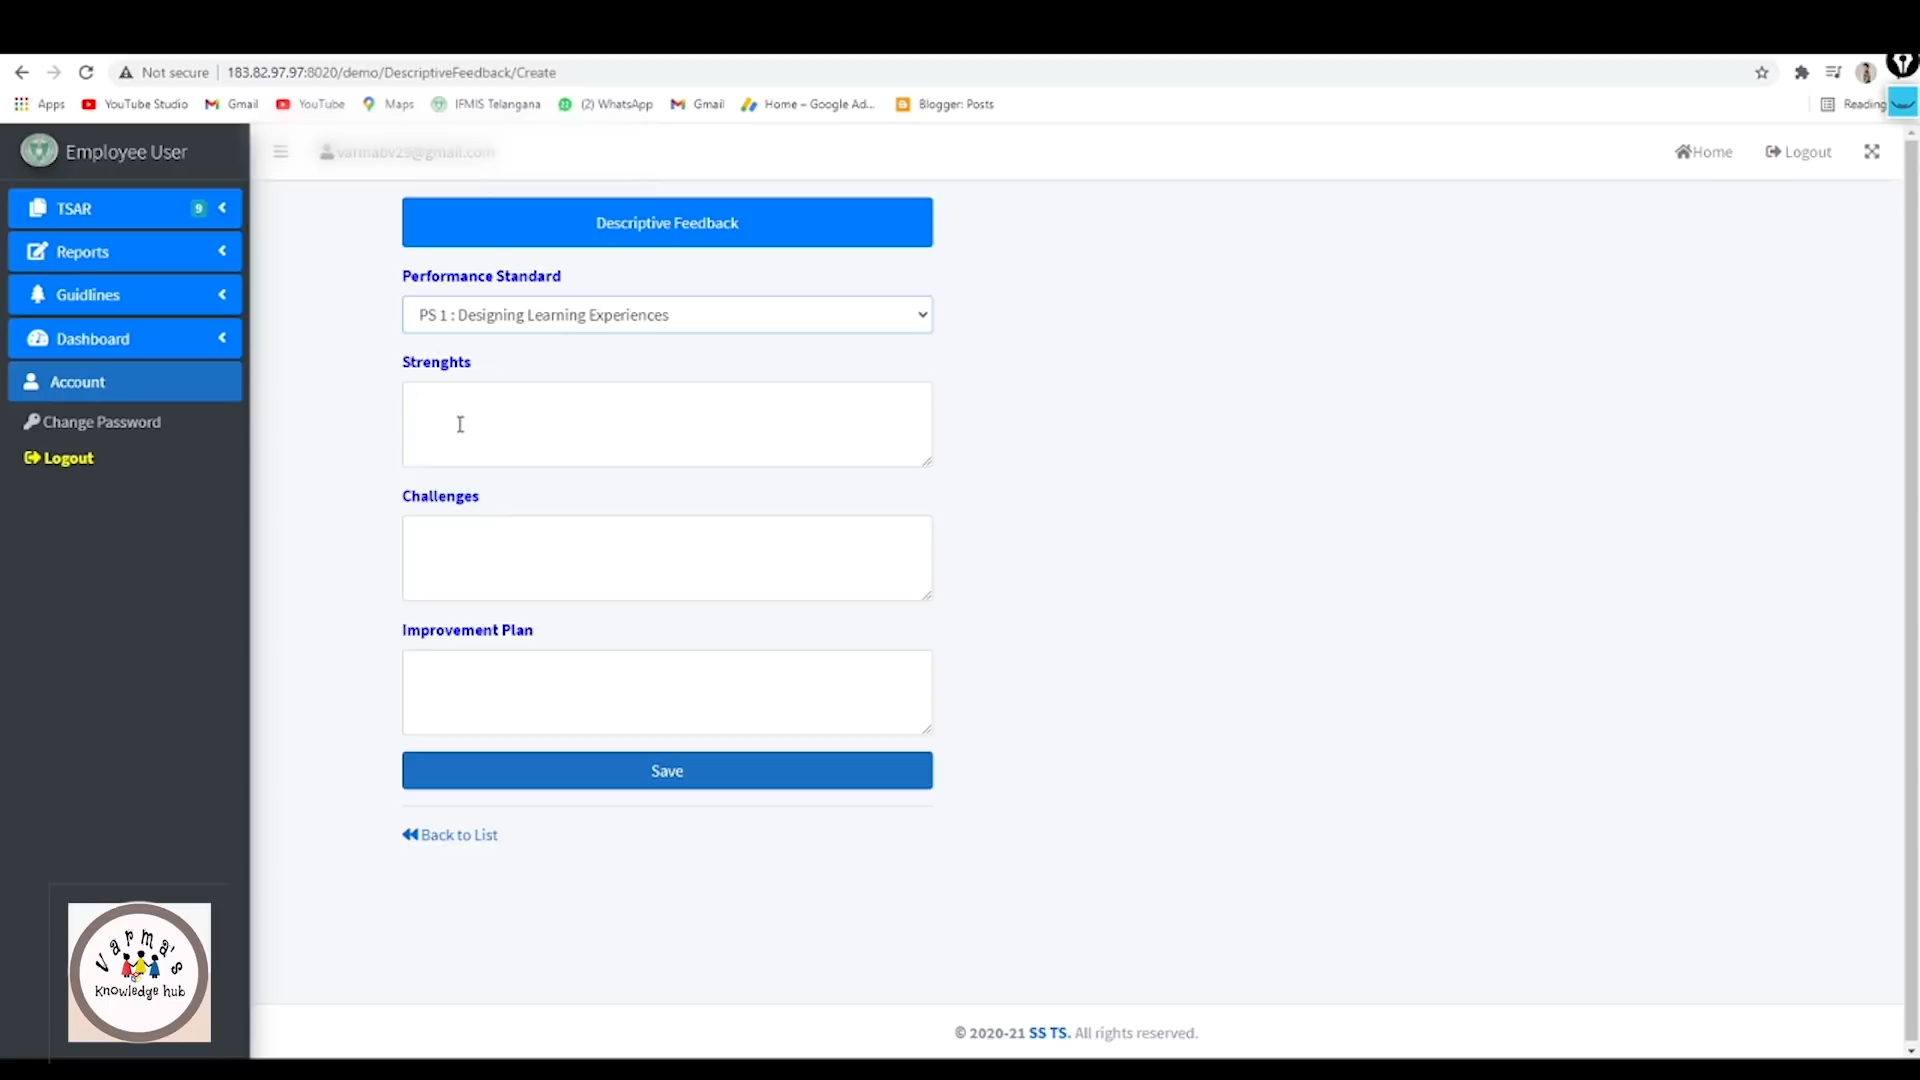 Not secure 183.82.97.97:8020/demo/DescriptiveFeedback/Create
Apps YouTube Studio Gmail YouTube Maps IFMIS Telangana (2) WhatsApp Gmail Home – Google Ad... Blogger: Posts Reading
Employee User
varmabv29@gmail.com
Home Logout
TSAR 9
Reports
Guidlines
Dashboard
Account
Change Password
Logout
Descriptive Feedback
Performance Standard
PS 1 : Designing Learning Experiences
Strenghts
Challenges
Improvement Plan
Save
Back to List
Varma's
Knowledge hub
© 2020-21 SS TS. All rights reserved.